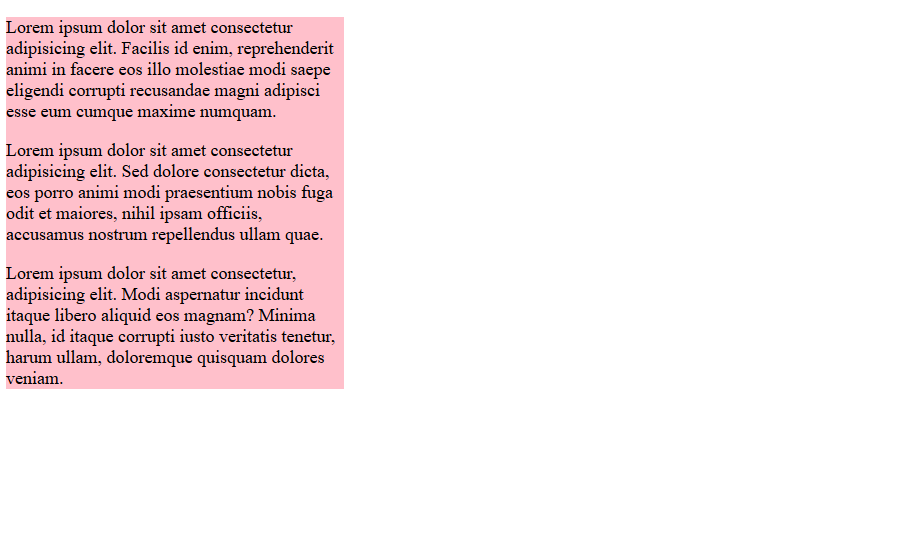 Lorem ipsum dolor sit amet consectetur
adipisicing elit. Facilis id enim, reprehenderit
animi in facere eos illo molestiae modi saepe
eligendi corrupti recusandae magni adipisci
esse eum cumque maxime numquam.
Lorem ipsum dolor sit amet consectetur
adipisicing elit. Sed dolore consectetur dicta,
eos porro animi modi praesentium nobis fuga
odit et maiores, nihil ipsam officiis,
accusamus nostrum repellendus ullam quae.
Lorem ipsum dolor sit amet consectetur,
adipisicing elit. Modi aspernatur incidunt
itaque libero aliquid eos magnam? Minima
nulla, id itaque corrupti iusto veritatis tenetur,
harum ullam, doloremque quisquam dolores
veniam.